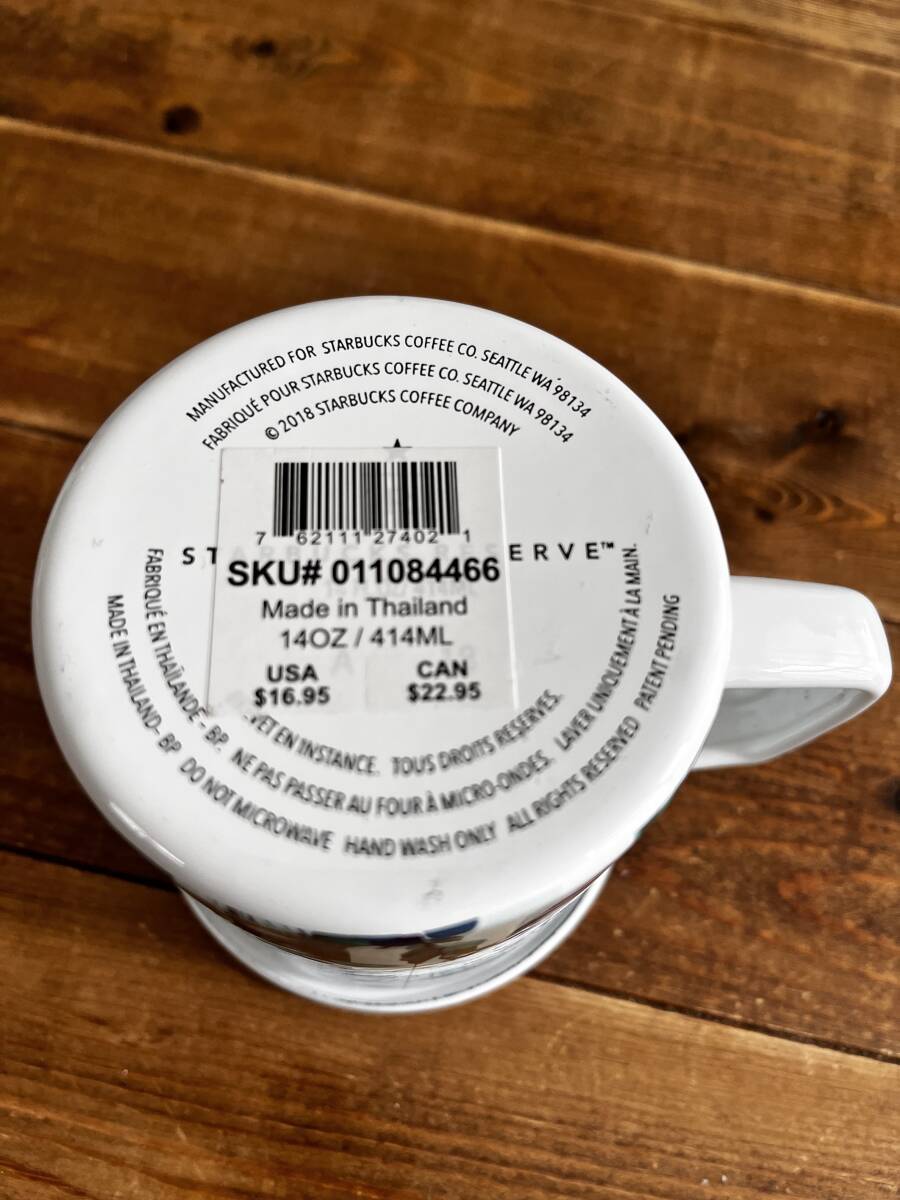 MANUFACTURED FOR STARBUCKS COFFEE CO. SEATTLE WA 98134
FABRIQUÉ POUR STARBUCKS COFFEE CO. SEATTLE WA 98134
© 2018 STARBUCKS COFFEE COMPANY
7 62111 27402 1
STARBUCKS RESERVE™
SKU# 011084466
Made in Thailand
14OZ / 414ML
USA CAN
$16.95 $22.95
EN INSTANCE. TOUS DROITS RESERVÉS.
FABRIQUÉ EN THAÏLANDE - BP. NE PAS PASSER AU FOUR À MICRO-ONDES. LAVER UNIQUEMENT À LA MAIN.
MADE IN THAILAND- BP DO NOT MICROWAVE HAND WASH ONLY ALL RIGHTS RESERVED PATENT PENDING